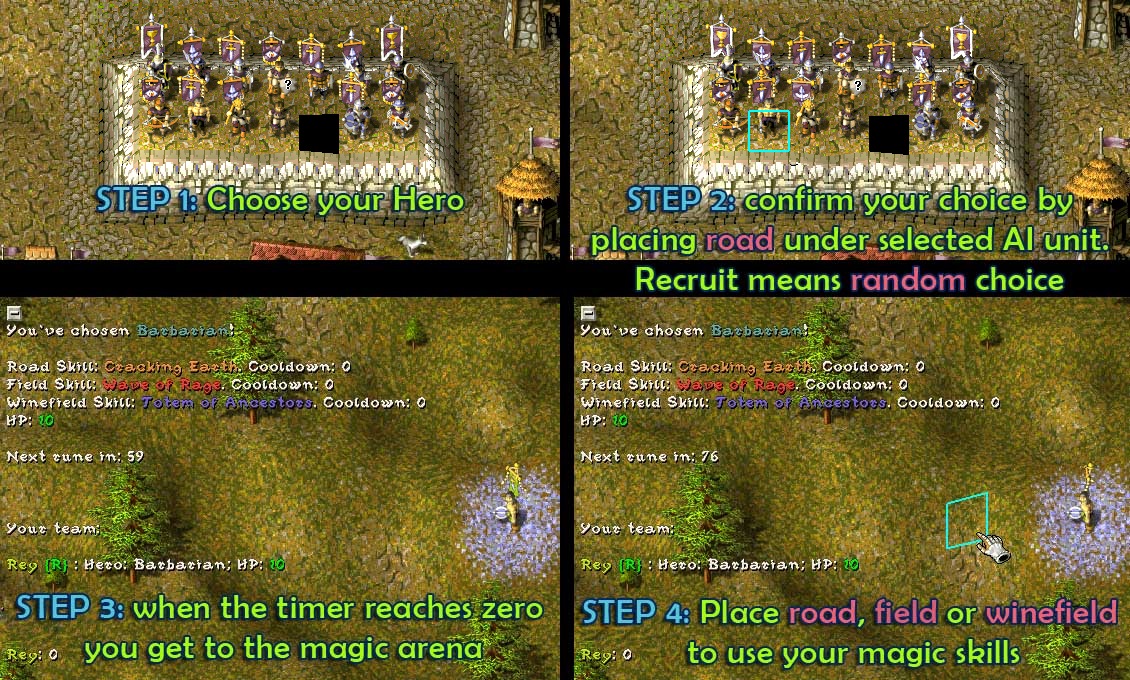 ?
STEP 1: Choose your Hero
?
STEP 2: confirm your choice by
placing road under selected AI unit.
Recruit means random choice
You've chosen Barbarian!
Road Skill: Cracking Earth. Cooldown: 0
Field Skill: Wave of Rage. Cooldown: 0
Winefield Skill: Totem of Ancestors. Cooldown: 0
HP: 10
Next rune in: 59
Your team:
Rey (R) : Hero: Barbarian; HP: 10
STEP 3: when the timer reaches zero
you get to the magic arena
Rey: 0
You've chosen Barbarian!
Road Skill: Cracking Earth. Cooldown: 0
Field Skill: Wave of Rage. Cooldown: 0
Winefield Skill: Totem of Ancestors. Cooldown: 0
HP: 10
Next rune in: 76
Your team:
Rey (R) : Hero: Barbarian; HP: 10
STEP 4: Place road, field or winefield
to use your magic skills
Rey: 0